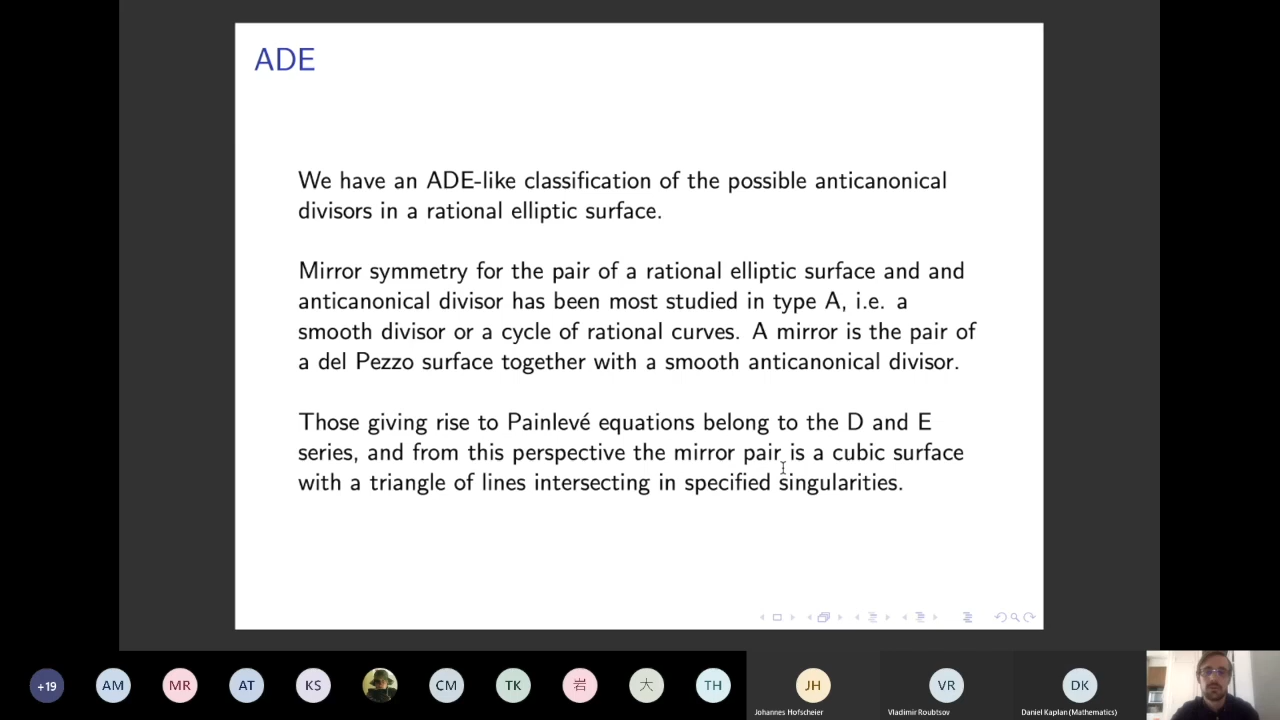 ADE
We have an ADE-like classification of the possible anticanonical
divisors in a rational elliptic surface.
Mirror symmetry for the pair of a rational elliptic surface and and
anticanonical divisor has been most studied in type A, i.e. a
smooth divisor or a cycle of rational curves. A mirror is the pair of
a del Pezzo surface together with a smooth anticanonical divisor.
Those giving rise to Painlevé equations belong to the D and E
series, and from this perspective the mirror pair is a cubic surface
with a triangle of lines intersecting in specified singularities.
+19 AM MR AT KS CM TK 岩 大 TH JH VR DK
Johannes Hofscheier Vladimir Roubtsov Daniel Kaplan (Mathematics)